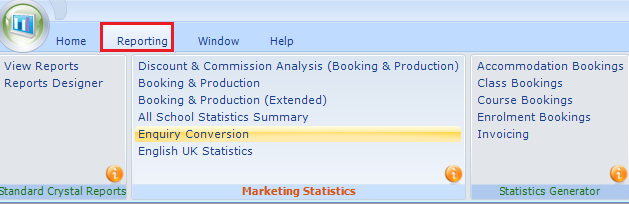 Home Reporting Window Help
View Reports
Reports Designer
Standard Crystal Reports
Discount & Commission Analysis (Booking & Production)
Booking & Production
Booking & Production (Extended)
All School Statistics Summary
Enquiry Conversion
English UK Statistics
Marketing Statistics
Accommodation Bookings
Class Bookings
Course Bookings
Enrolment Bookings
Invoicing
Statistics Generator